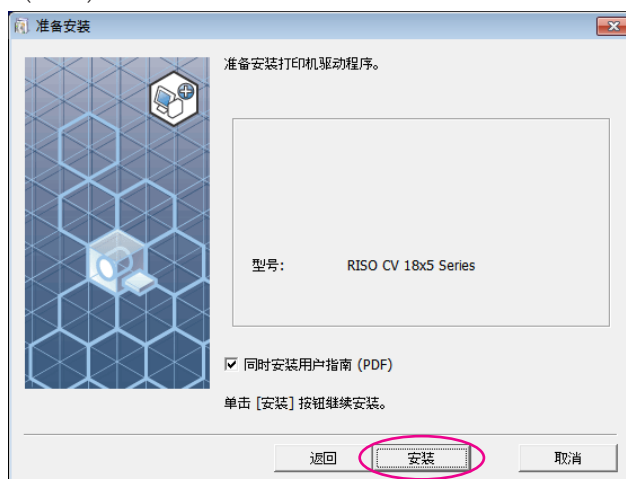 准备安装
准备安装打印机驱动程序。
型号: RISO CV 18x5 Series
同时安装用户指南 (PDF)
单击 [安装] 按钮继续安装。
返回 安装 取消